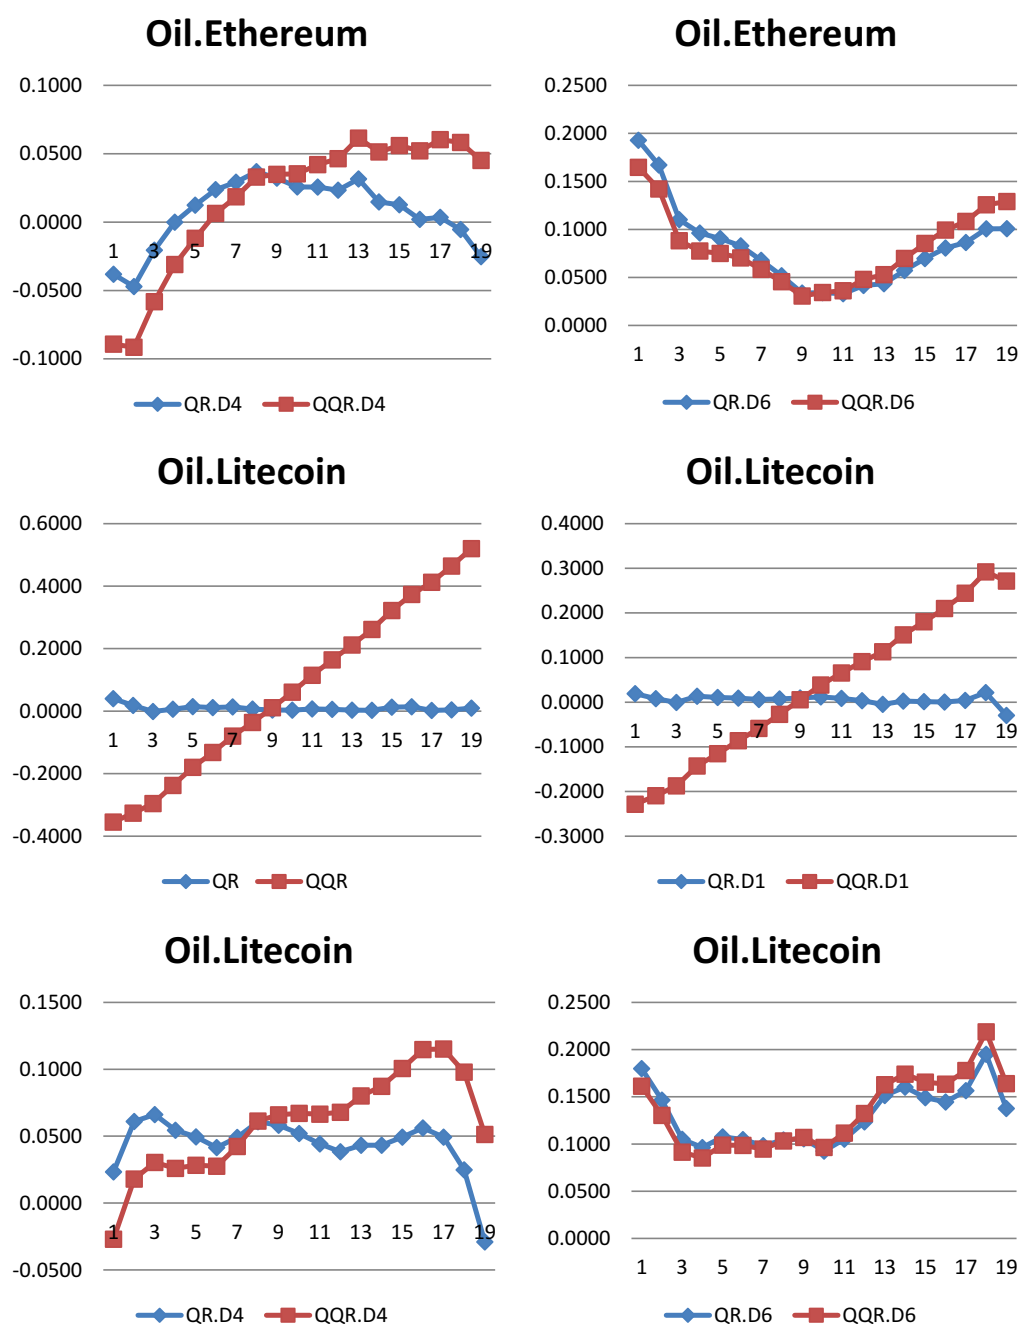 Oil.Ethereum
0.1000
0.0500
0.0000
-0.0500
-0.1000
1 3 5 7 9 11 13 15 17 19
QR.D4 QQR.D4
Oil.Ethereum
0.2500
0.2000
0.1500
0.1000
0.0500
0.0000
1 3 5 7 9 11 13 15 17 19
QR.D6 QQR.D6
Oil.Litecoin
0.6000
0.4000
0.2000
0.0000
-0.2000
-0.4000
1 3 5 7 9 11 13 15 17 19
QR QQR
Oil.Litecoin
0.4000
0.3000
0.2000
0.1000
0.0000
-0.1000
-0.2000
-0.3000
1 3 5 7 9 11 13 15 17 19
QR.D1 QQR.D1
Oil.Litecoin
0.1500
0.1000
0.0500
0.0000
-0.0500
1 3 5 7 9 11 13 15 17 19
QR.D4 QQR.D4
Oil.Litecoin
0.2500
0.2000
0.1500
0.1000
0.0500
0.0000
1 3 5 7 9 11 13 15 17 19
QR.D6 QQR.D6